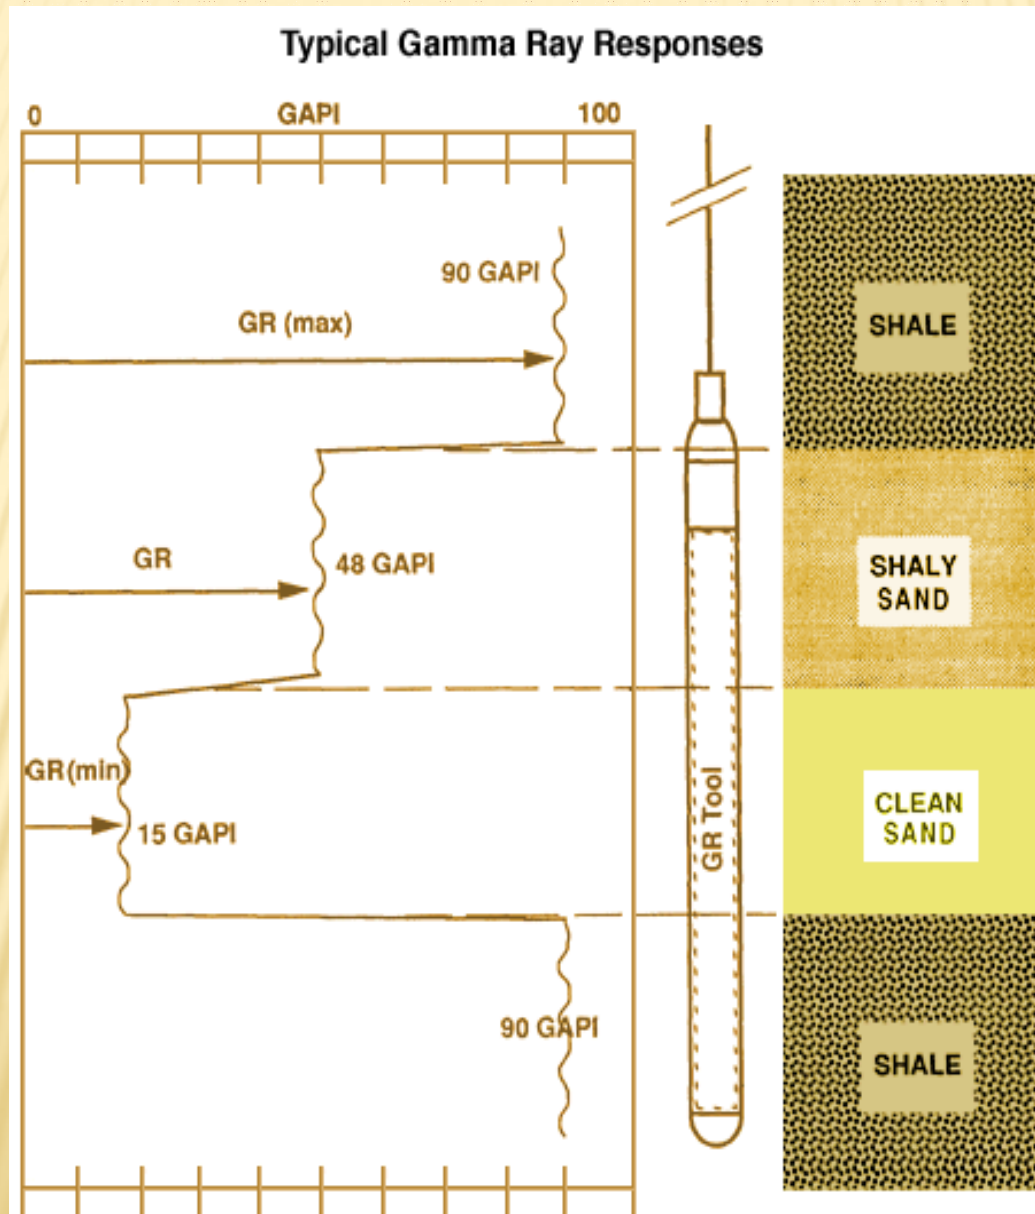 Typical Gamma Ray Responses
0 GAPI 100
90 GAPI
GR (max)
SHALE
GR
48 GAPI
SHALY
SAND
GR(min)
15 GAPI
GR Tool
CLEAN
SAND
90 GAPI
SHALE